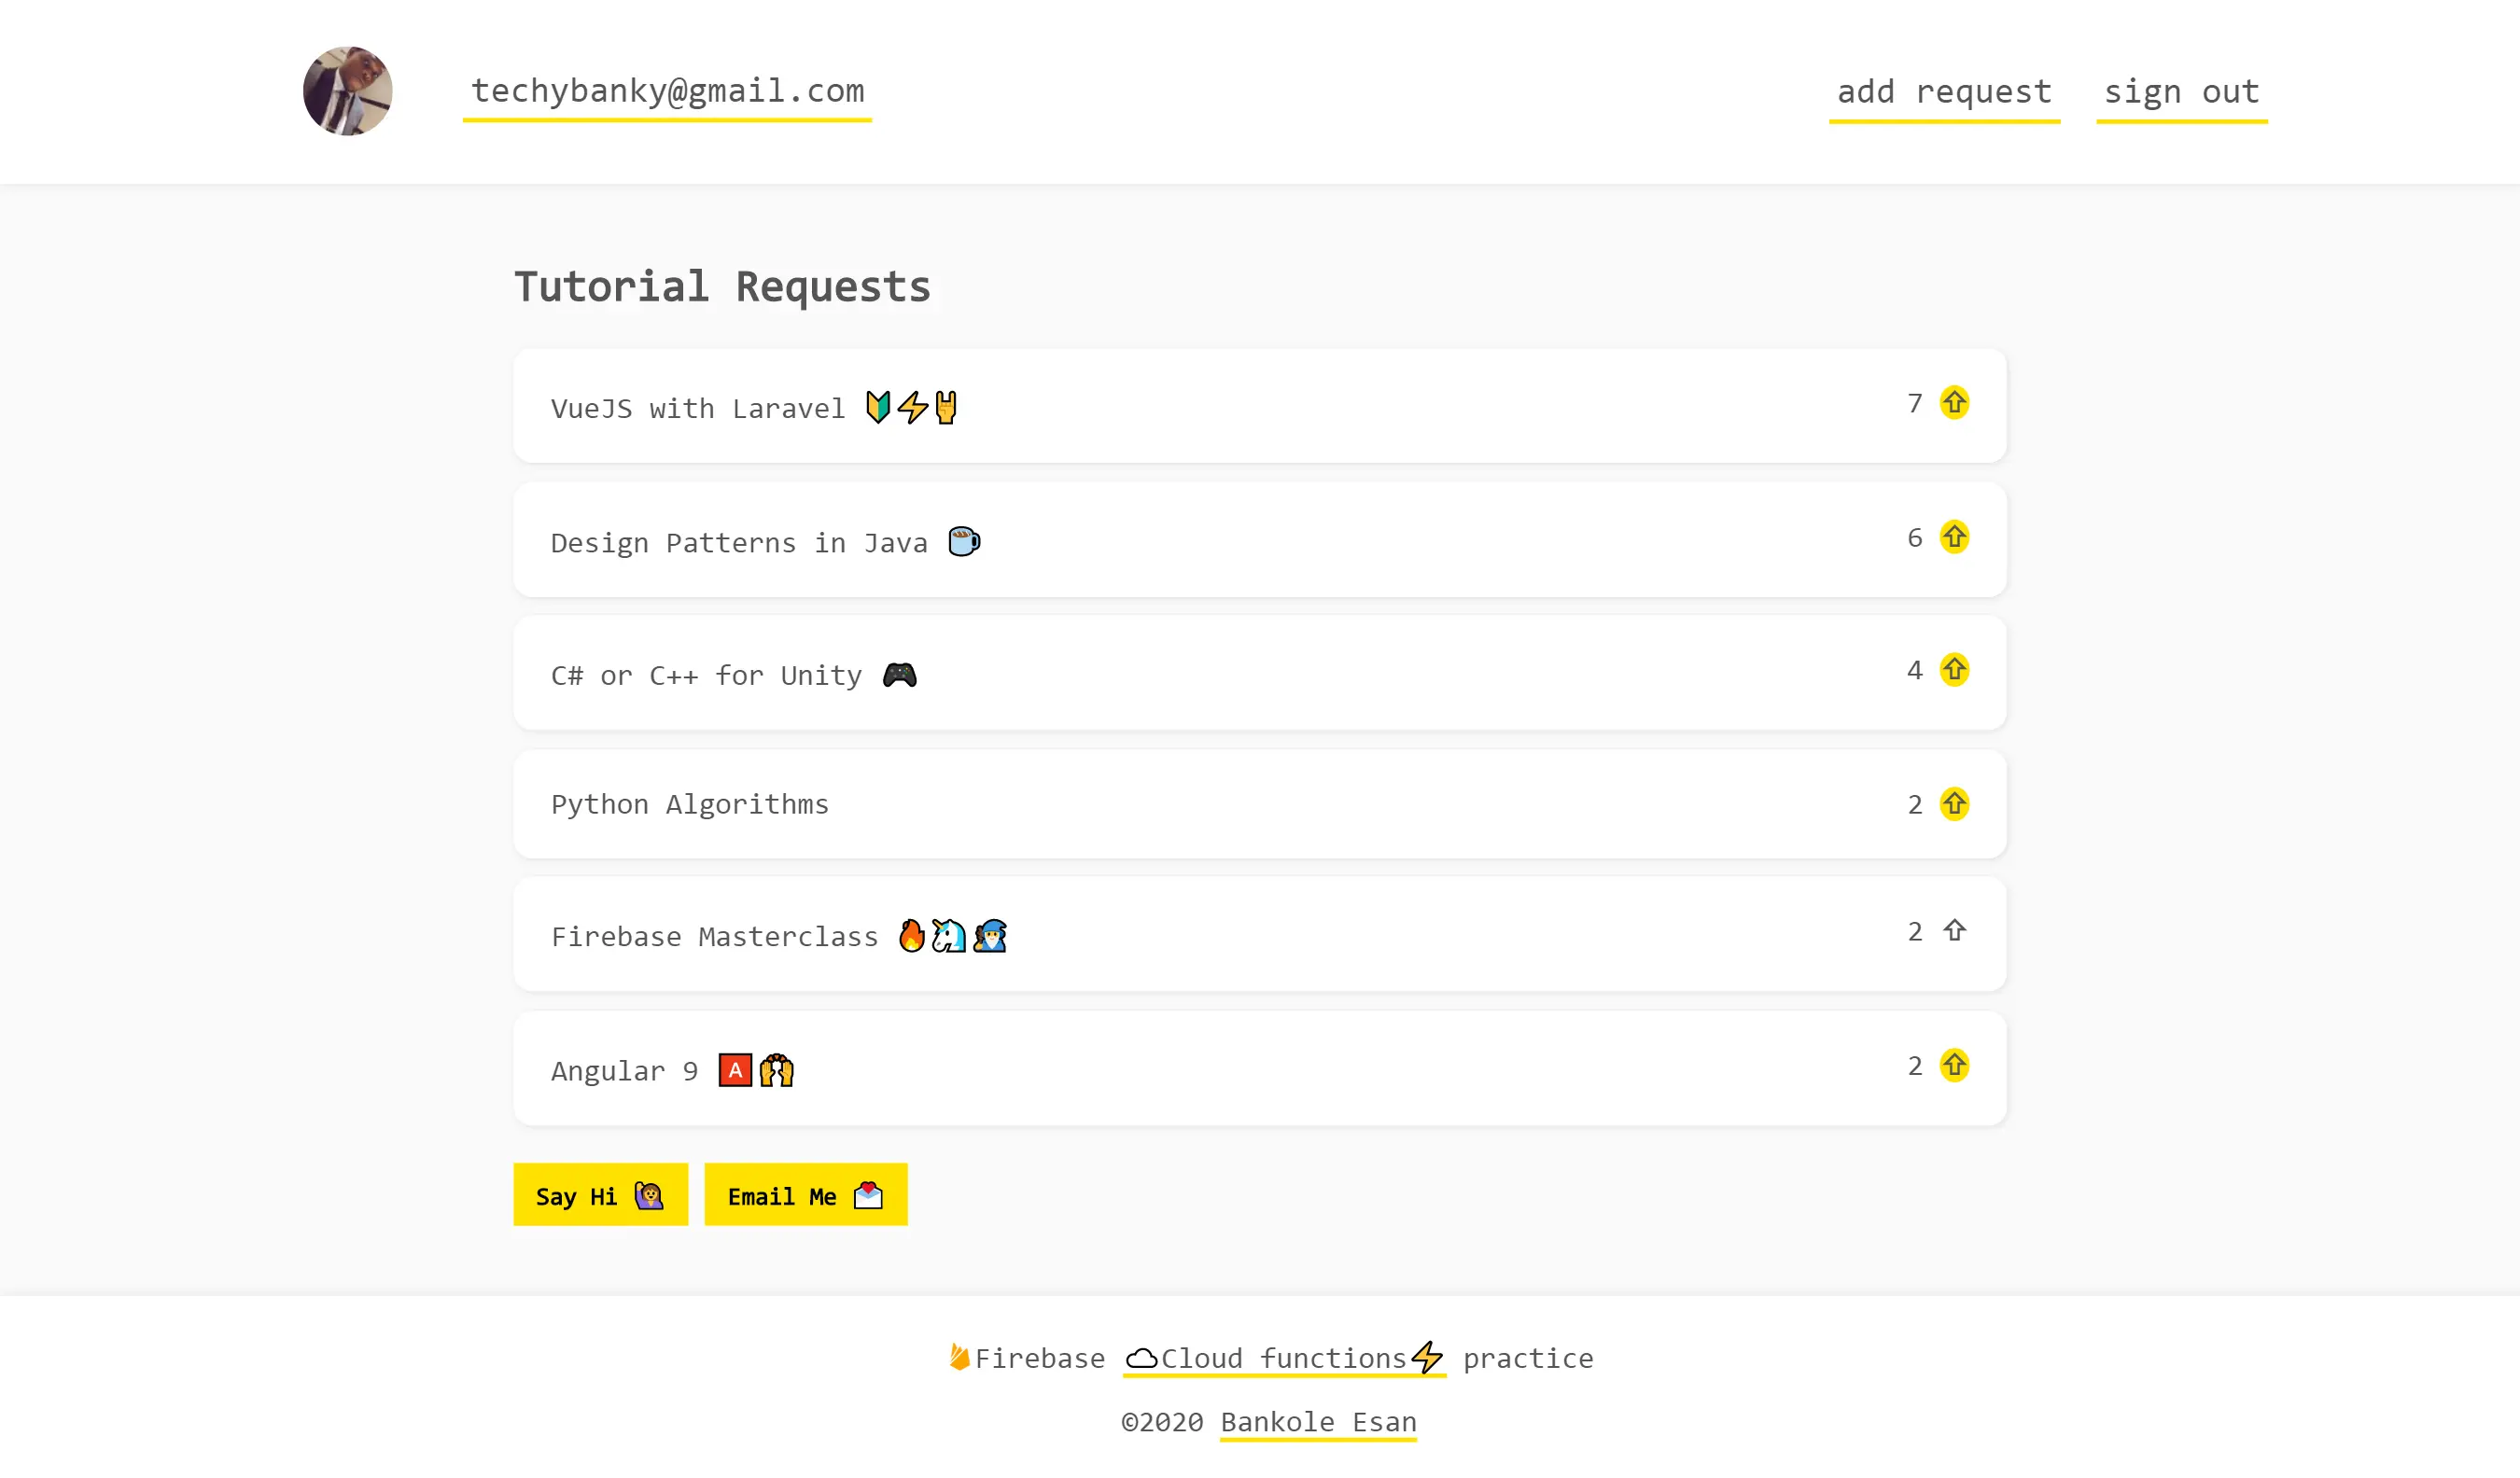 techybanky@gmail.com add request sign out
Tutorial Requests
VueJS with Laravel 🔰⚡🤘 7
Design Patterns in Java ☕ 6
C# or C++ for Unity 🎮 4
Python Algorithms 2
Firebase Masterclass 🔥🦄🧙‍♂️ 2
Angular 9 🅰🙌 2
Say Hi 🙋‍♀️ Email Me 💌
Firebase ☁Cloud functions⚡ practice
©2020 Bankole Esan